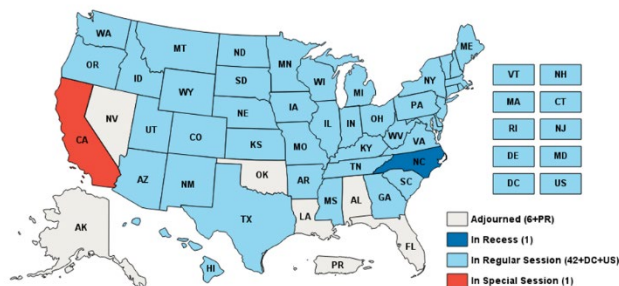 WA
MT
ND
MN
ME
OR
ID
WY
SD
WI
MI
NY
NV
UT
CO
NE
IA
IL
IN
OH
PA
CA
KS
MO
KY
WV
VA
AZ
NM
OK
AR
TN
NC
SC
TX
MS
AL
GA
LA
FL
AK
HI
PR
VT NH
MA CT
RI NJ
DE MD
DC US
Adjourned (6+PR)
In Recess (1)
In Regular Session (42+DC+US)
In Special Session (1)